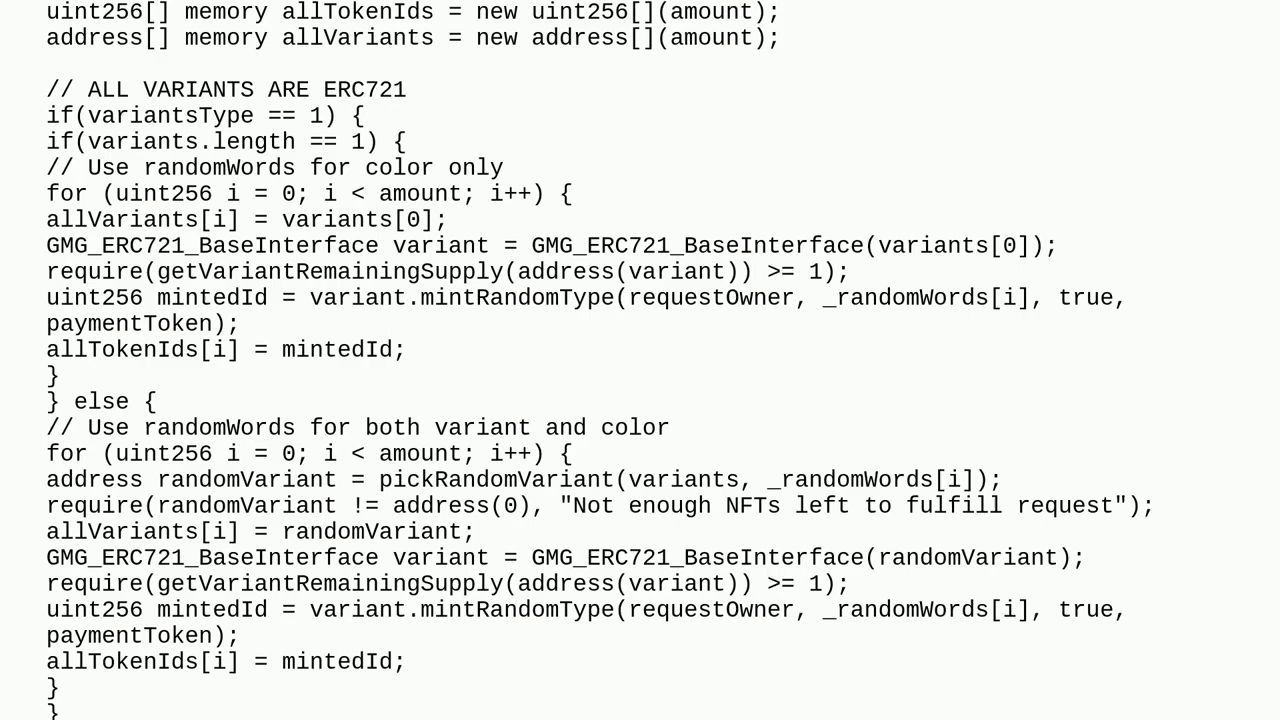 uint256[] memory allTokenIds = new uint256[](amount);
address[] memory allVariants = new address[](amount);

// ALL VARIANTS ARE ERC721
if(variantsType == 1) {
if(variants.length == 1) {
// Use randomWords for color only
for (uint256 i = 0; i < amount; i++) {
allVariants[i] = variants[0];
GMG_ERC721_BaseInterface variant = GMG_ERC721_BaseInterface(variants[0]);
require(getVariantRemainingSupply(address(variant)) >= 1);
uint256 mintedId = variant.mintRandomType(requestOwner, _randomWords[i], true,
paymentToken);
allTokenIds[i] = mintedId;
}
} else {
// Use randomWords for both variant and color
for (uint256 i = 0; i < amount; i++) {
address randomVariant = pickRandomVariant(variants, _randomWords[i]);
require(randomVariant != address(0), "Not enough NFTs left to fulfill request");
allVariants[i] = randomVariant;
GMG_ERC721_BaseInterface variant = GMG_ERC721_BaseInterface(randomVariant);
require(getVariantRemainingSupply(address(variant)) >= 1);
uint256 mintedId = variant.mintRandomType(requestOwner, _randomWords[i], true,
paymentToken);
allTokenIds[i] = mintedId;
}
}